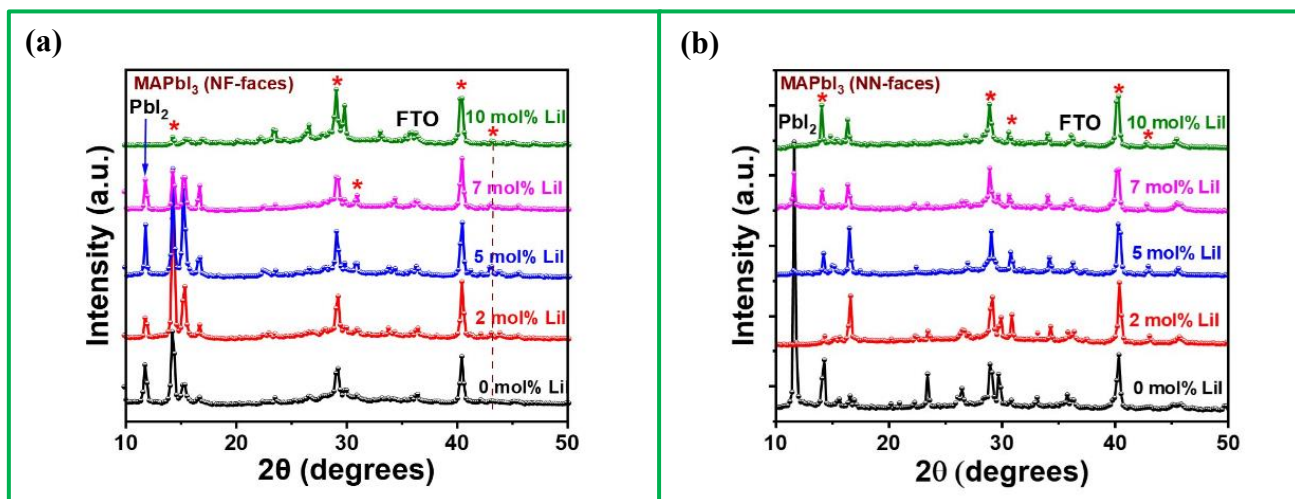 (a)
MAPbI3 (NF-faces)
PbI2
*
*
*
*
FTO
10 mol% LiI
7 mol% LiI
5 mol% LiI
2 mol% LiI
0 mol% Li
Intensity (a.u.)
10 20 30 40 50
2θ (degrees)
(b)
MAPbI3 (NN-faces)
PbI2
*
*
*
*
*
FTO
10 mol% LiI
7 mol% LiI
5 mol% LiI
2 mol% LiI
0 mol% LiI
Intensity (a.u.)
10 20 30 40 50
2θ (degrees)